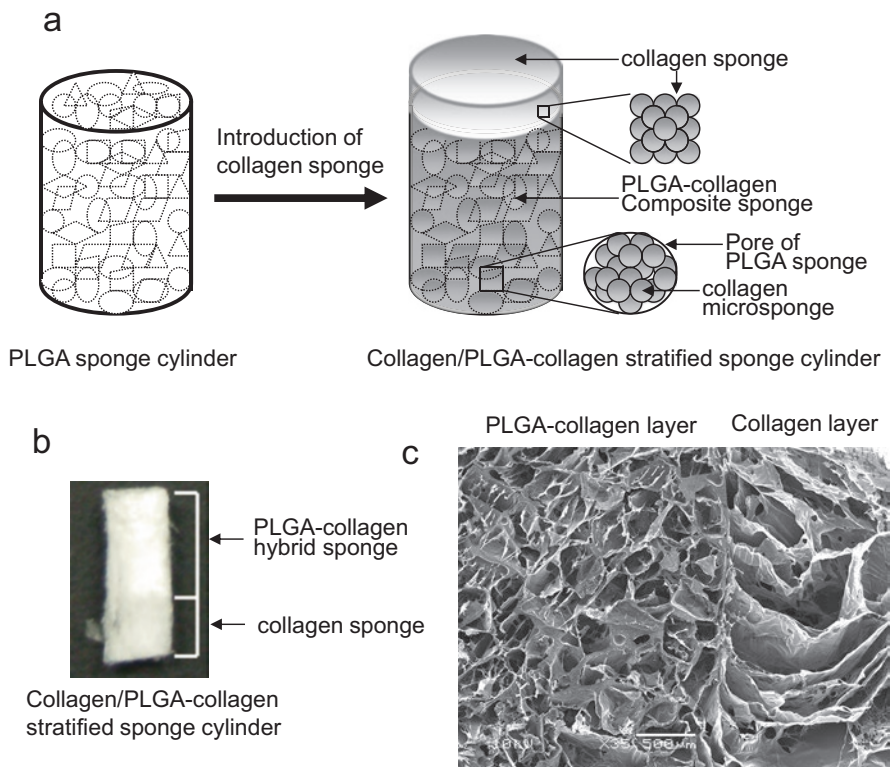 a
collagen sponge
Introduction of
collagen sponge
PLGA-collagen
Composite sponge
Pore of
PLGA sponge
collagen
microsponge
PLGA sponge cylinder
Collagen/PLGA-collagen stratified sponge cylinder
b
PLGA-collagen
hybrid sponge
collagen sponge
Collagen/PLGA-collagen
stratified sponge cylinder
c
PLGA-collagen layer
Collagen layer
10kU X35 500μm